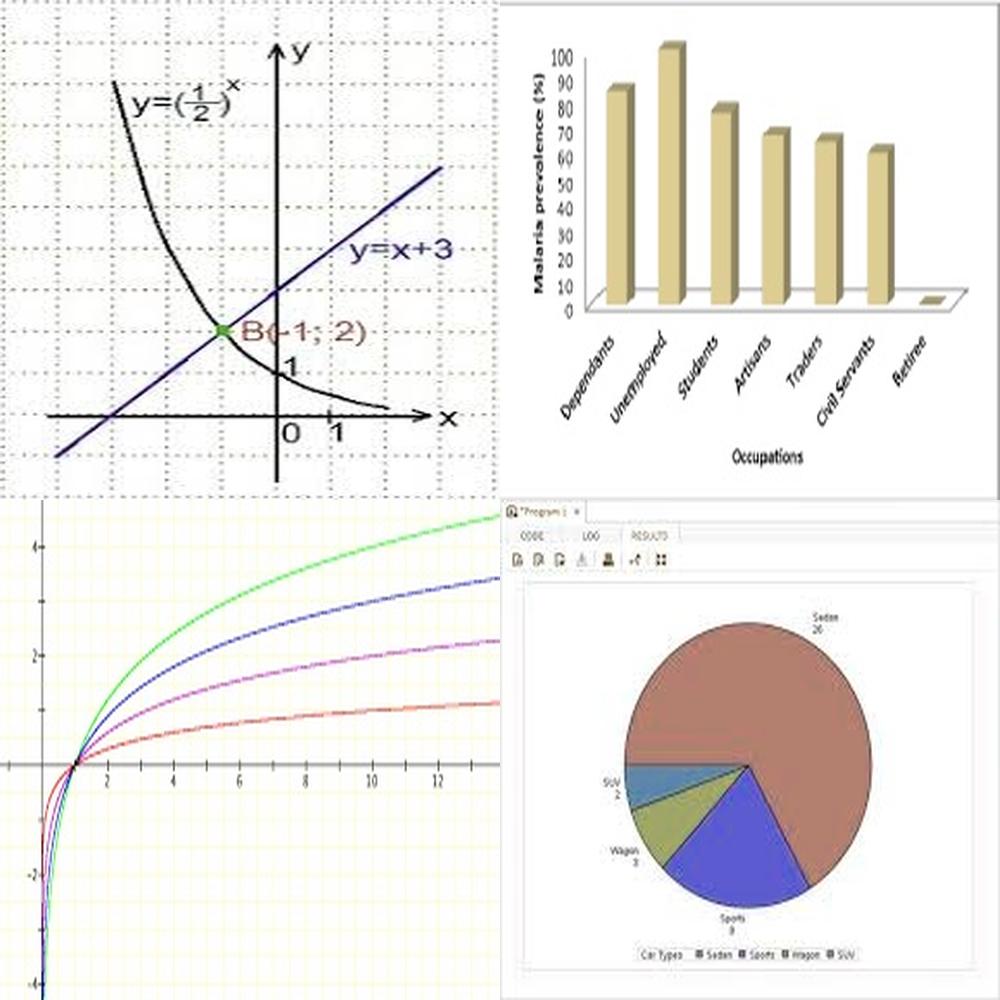 y
y=(1/2)^x
y=x+3
B(-1; 2)
1
0 1 x
100
90
80
70
60
50
40
30
20
10
0
Malaria prevalence (%)
Dependants
Unemployed
Students
Artisans
Traders
Civil Servants
Retiree
Occupations
4
2
2 4 6 8 10 12
-2
-4
*Program 1 ×
CODE LOG RESULTS
Sedan
26
SUV
2
Wagon
3
Sports
Car Types Sedan Sports Wagon SUV